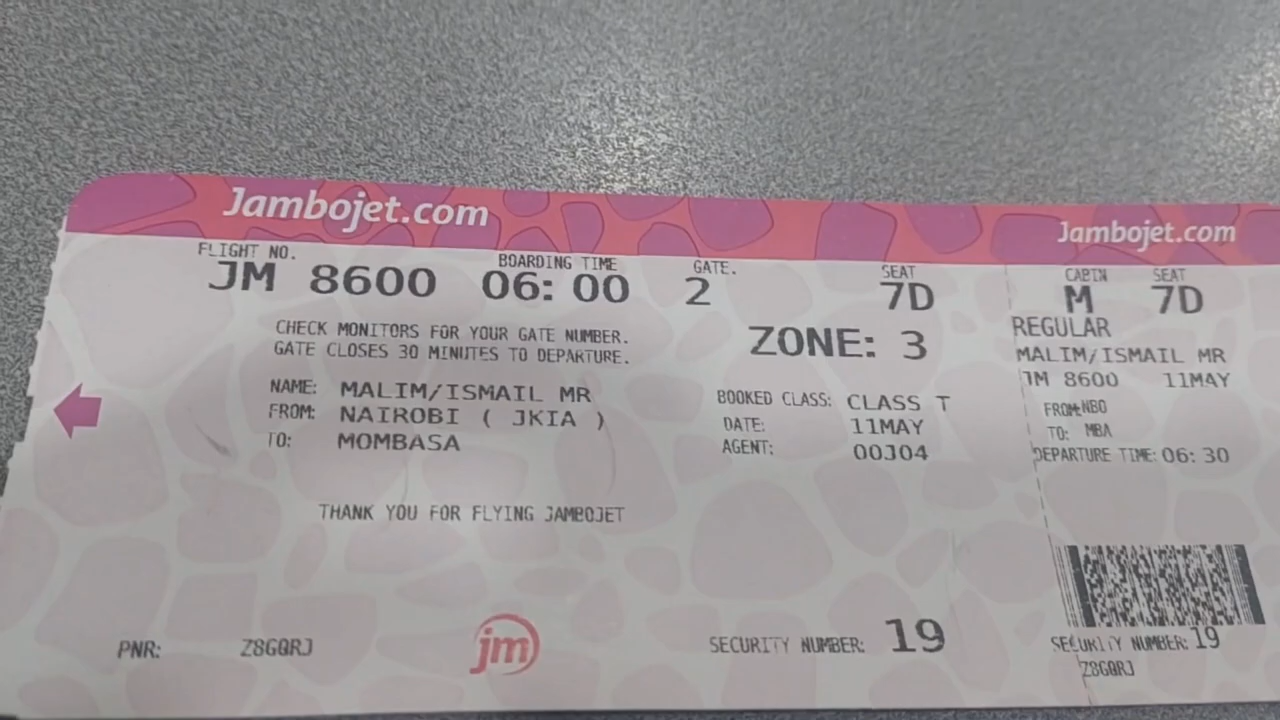 Jambojet.com
FLIGHT NO. BOARDING TIME GATE. SEAT
JM 8600 06: 00 2 7D
CHECK MONITORS FOR YOUR GATE NUMBER.
GATE CLOSES 30 MINUTES TO DEPARTURE.
ZONE: 3
NAME: MALIM/ISMAIL MR
FROM: NAIROBI ( JKIA )
TO: MOMBASA
BOOKED CLASS: CLASS T
DATE: 11MAY
AGENT: 00J04
THANK YOU FOR FLYING JAMBOJET
PNR: Z8GQRJ
jm
SECURITY NUMBER: 19
Jambojet.com
CABIN SEAT
M 7D
REGULAR
MALIM/ISMAIL MR
JM 8600 11MAY
FROM:NBO
TO: MBA
DEPARTURE TIME: 06: 30
SECURITY NUMBER: 19
Z8GQRJ